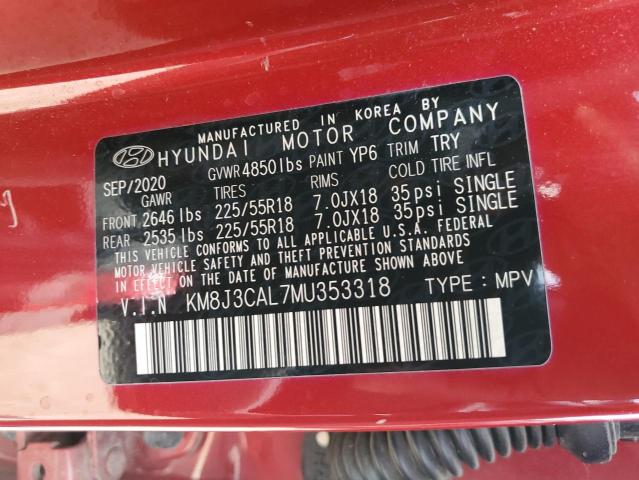 MANUFACTURED IN KOREA BY
HYUNDAI MOTOR COMPANY
SEP/2020 GVWR 4850lbs PAINT YP6 TRIM TRY
GAWR TIRES RIMS COLD TIRE INFL
FRONT 2646 lbs 225/55R18 7.0JX18 35psi SINGLE
REAR 2535 lbs 225/55R18 7.0JX18 35psi SINGLE
THIS VEHICLE CONFORMS TO ALL APPLICABLE U.S.A. FEDERAL
MOTOR VEHICLE SAFETY AND THEFT PREVENTION STANDARDS
IN EFFECT ON THE DATE OF MANUFACTURE SHOWN ABOVE
V.I.N KM8J3CAL7MU353318 TYPE : MPV